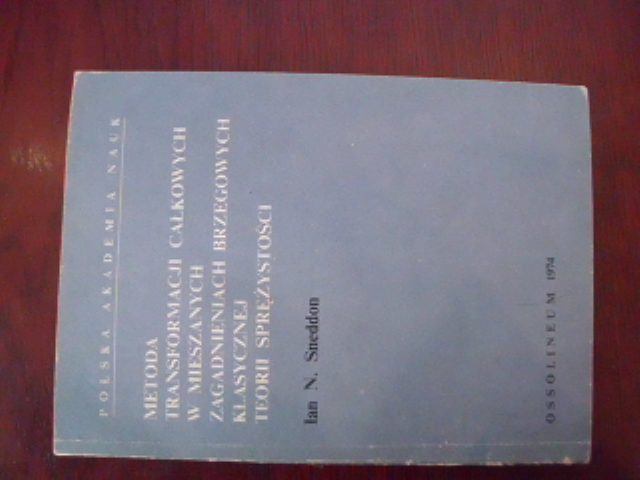 POLSKA AKADEMIA NAUK
METODA
TRANSFORMACJI CAŁKOWYCH
W MIESZANYCH
ZAGADNIENIACH BRZEGOWYCH
KLASYCZNEJ
TEORII SPRĘŻYSTOŚCI
Ian N. Sneddon
OSSOLINEUM 1974